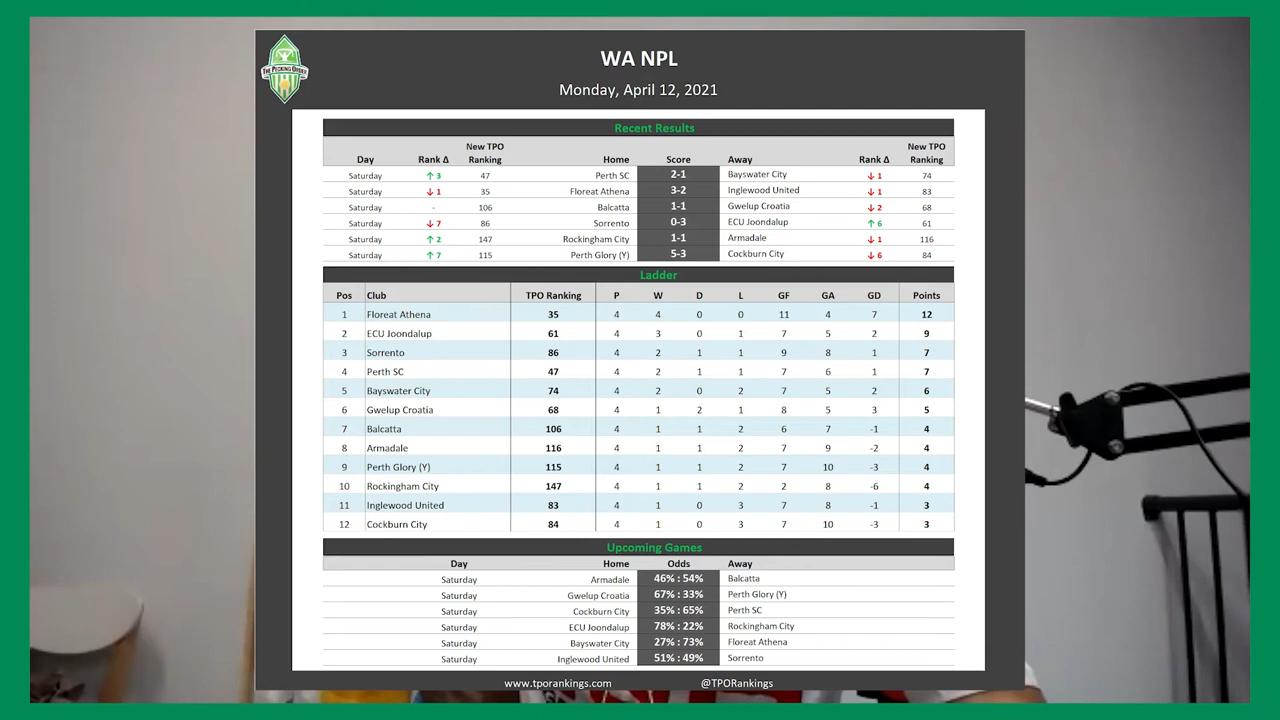 THE PECKING ORDER
WA NPL
Monday, April 12, 2021
Recent Results
Day Rank Δ New TPO Ranking Home Score Away Rank Δ New TPO Ranking
Saturday ↑ 3 47 Perth SC 2-1 Bayswater City ↓ 1 74
Saturday ↓ 1 35 Floreat Athena 3-2 Inglewood United ↓ 1 83
Saturday - 106 Balcatta 1-1 Gwelup Croatia ↓ 2 68
Saturday ↓ 7 86 Sorrento 0-3 ECU Joondalup ↑ 6 61
Saturday ↑ 2 147 Rockingham City 1-1 Armadale ↓ 1 116
Saturday ↑ 7 115 Perth Glory (Y) 5-3 Cockburn City ↓ 6 84
Ladder
Pos Club TPO Ranking P W D L GF GA GD Points
1 Floreat Athena 35 4 4 0 0 11 4 7 12
2 ECU Joondalup 61 4 3 0 1 7 5 2 9
3 Sorrento 86 4 2 1 1 9 8 1 7
4 Perth SC 47 4 2 1 1 7 6 1 7
5 Bayswater City 74 4 2 0 2 7 5 2 6
6 Gwelup Croatia 68 4 1 2 1 8 5 3 5
7 Balcatta 106 4 1 1 2 6 7 -1 4
8 Armadale 116 4 1 1 2 7 9 -2 4
9 Perth Glory (Y) 115 4 1 1 2 7 10 -3 4
10 Rockingham City 147 4 1 1 2 2 8 -6 4
11 Inglewood United 83 4 1 0 3 7 8 -1 3
12 Cockburn City 84 4 1 0 3 7 10 -3 3
Upcoming Games
Day Home Odds Away
Saturday Armadale 46% : 54% Balcatta
Saturday Gwelup Croatia 67% : 33% Perth Glory (Y)
Saturday Cockburn City 35% : 65% Perth SC
Saturday ECU Joondalup 78% : 22% Rockingham City
Saturday Bayswater City 27% : 73% Floreat Athena
Saturday Inglewood United 51% : 49% Sorrento
www.tporankings.com @TPORankings